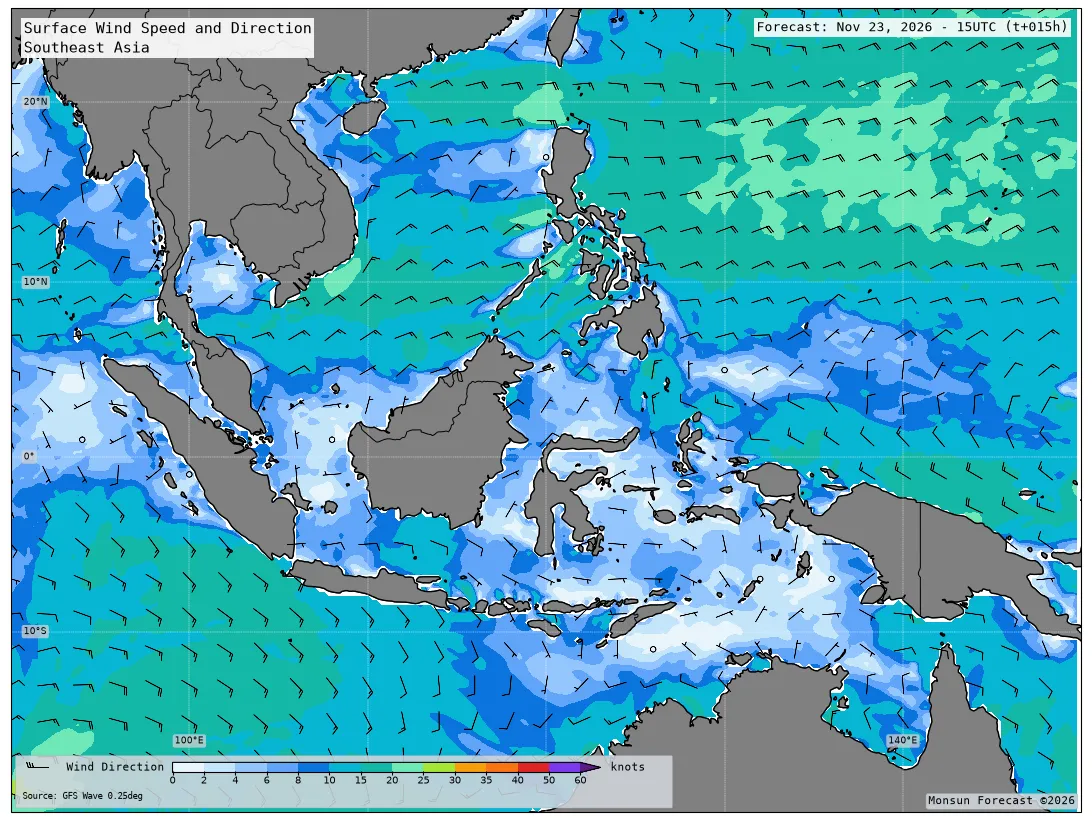 Surface Wind Speed and Direction
Southeast Asia
Forecast: Nov 23, 2026 - 15UTC (t+015h)
20°N
10°N
0°
10°S
100°E
140°E
Wind Direction
0 2 4 6 8 10 15 20 25 30 35 40 50 60
knots
Source: GFS Wave 0.25deg
Monsun Forecast ©2026